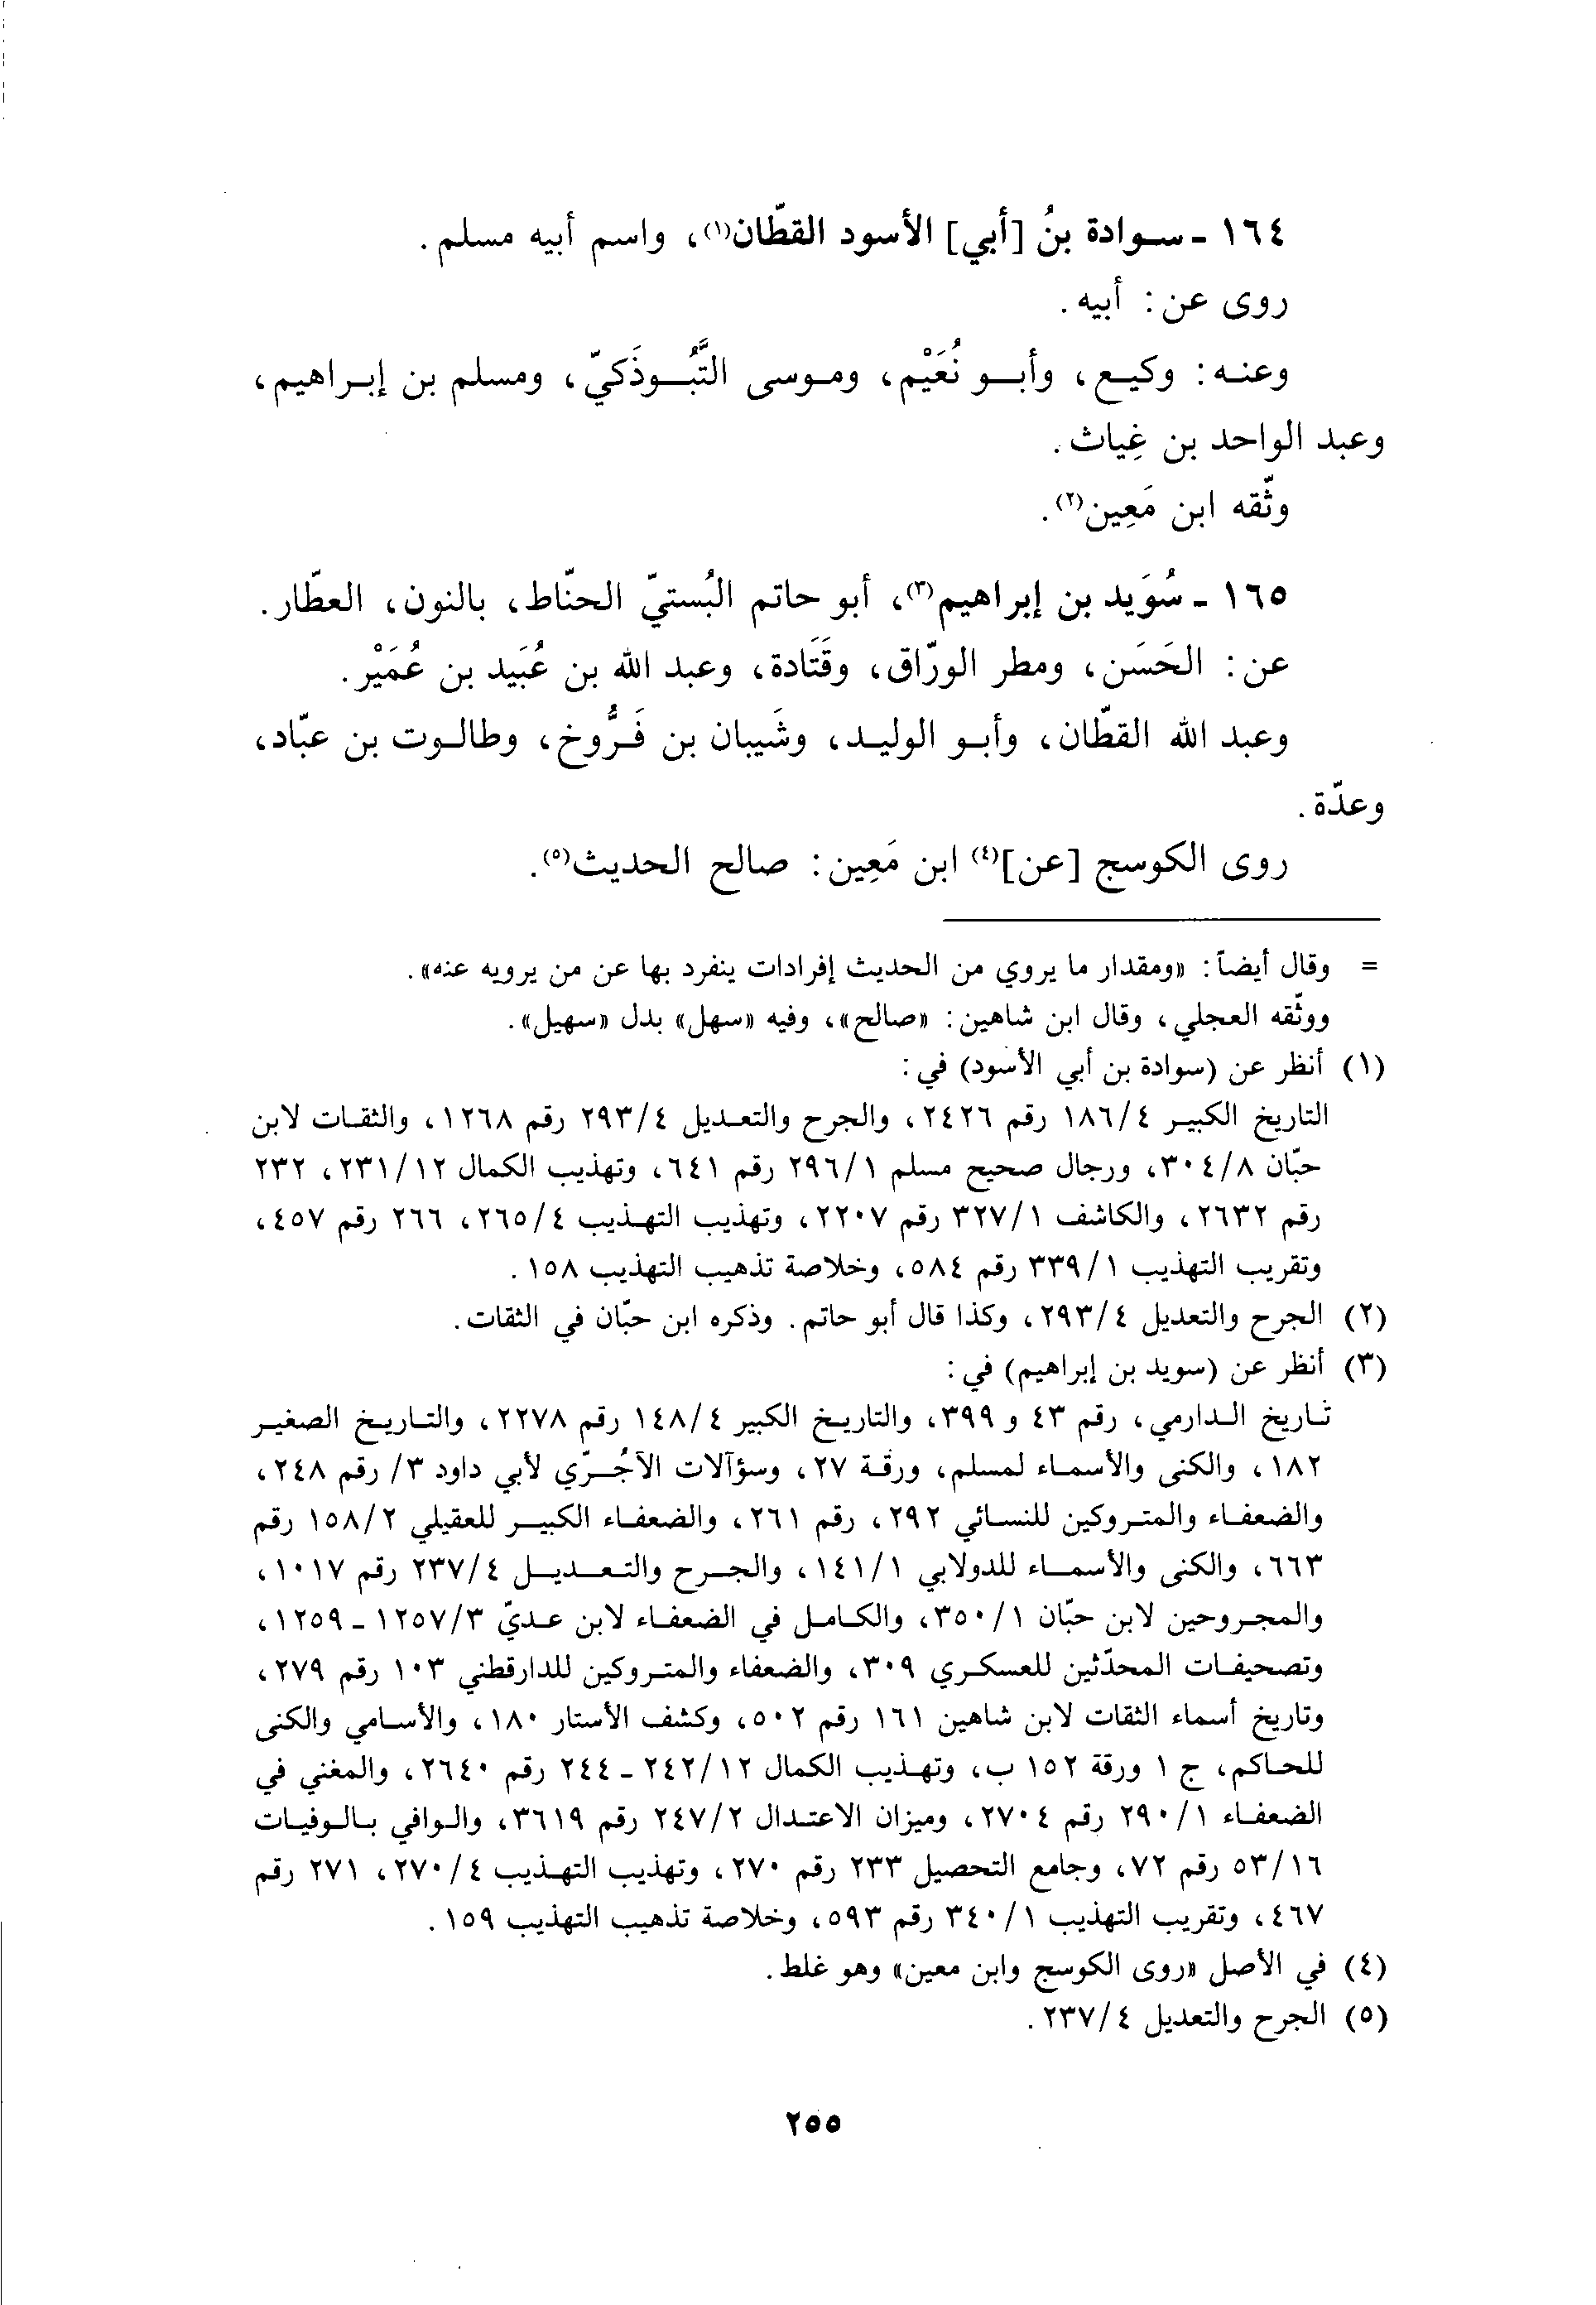 ١٦٤ - سوادة بنُ [أبي] الأسود القطّان(١)، واسم أبيه مسلم.
روى عن: أبيه.
وعنه: وكيع، وأبو نُعَيْم، وموسى التَّبُوذَكيّ، ومسلم بن إبراهيم،
وعبد الواحد بن غِياث.
وثّقه ابن مَعِين(٢).
١٦٥ - سُوَيد بن إبراهيم(٣)، أبو حاتم البُستيّ الحنّاط، بالنون، العطّار.
عن: الحَسَن، ومطر الورّاق، وقَتَادة، وعبد الله بن عُبَيد بن عُمَيْر.
وعبد الله القطّان، وأبو الوليد، وشَيبان بن فَرُّوخ، وطالوت بن عبّاد،
وعدّة.
روى الكوسج [عن](٤) ابن مَعِين: صالح الحديث(٥).
= وقال أيضاً: «ومقدار ما يروي من الحديث إفرادات ينفرد بها عن من يرويه عنه».
ووثّقه العجلي، وقال ابن شاهين: «صالح»، وفيه «سهل» بدل «سهيل».
(١) أنظر عن (سوادة بن أبي الأسود) في:
التاريخ الكبير ١٨٦/٤ رقم ٢٤٢٦، والجرح والتعديل ٢٩٣/٤ رقم ١٢٦٨، والثقات لابن
حبّان ٣٠٤/٨، ورجال صحيح مسلم ٢٩٦/١ رقم ٦٤١، وتهذيب الكمال ٢٣١/١٢، ٢٣٢
رقم ٢٦٣٢، والكاشف ٣٢٧/١ رقم ٢٢٠٧، وتهذيب التهذيب ٢٦٥/٤، ٢٦٦ رقم ٤٥٧،
وتقريب التهذيب ٣٣٩/١ رقم ٥٨٤، وخلاصة تذهيب التهذيب ١٥٨.
(٢) الجرح والتعديل ٢٩٣/٤، وكذا قال أبو حاتم. وذكره ابن حبّان في الثقات.
(٣) أنظر عن (سويد بن إبراهيم) في:
تاريخ الدارمي، رقم ٤٣ و ٣٩٩، والتاريخ الكبير ١٤٨/٤ رقم ٢٢٧٨، والتاريخ الصغير
١٨٢، والكنى والأسماء لمسلم، ورقة ٢٧، وسؤآلات الآجُرّي لأبي داود ٣/ رقم ٢٤٨،
والضعفاء والمتروكين للنسائي ٢٩٢، رقم ٢٦١، والضعفاء الكبير للعقيلي ١٥٨/٢ رقم
٦٦٣، والكنى والأسماء للدولابي ١٤١/١، والجرح والتعديل ٢٣٧/٤ رقم ١٠١٧،
والمجروحين لابن حبّان ٣٥٠/١، والكامل في الضعفاء لابن عديّ ١٢٥٧/٣ - ١٢٥٩،
وتصحيفات المحدّثين للعسكري ٣٠٩، والضعفاء والمتروكين للدارقطني ١٠٣ رقم ٢٧٩،
وتاريخ أسماء الثقات لابن شاهين ١٦١ رقم ٥٠٢، وكشف الأستار ١٨٠، والأسامي والكنى
للحاكم، ج ١ ورقة ١٥٢ ب، وتهذيب الكمال ٢٤٢/١٢ - ٢٤٤ رقم ٢٦٤٠، والمغني في
الضعفاء ٢٩٠/١ رقم ٢٧٠٤، وميزان الاعتدال ٢٤٧/٢ رقم ٣٦١٩، والوافي بالوفيات
٥٣/١٦ رقم ٧٢، وجامع التحصيل ٢٣٣ رقم ٢٧٠، وتهذيب التهذيب ٢٧٠/٤، ٢٧١ رقم
٤٦٧، وتقريب التهذيب ٣٤٠/١ رقم ٥٩٣، وخلاصة تذهيب التهذيب ١٥٩.
(٤) في الأصل «روى الكوسج وابن معين» وهو غلط.
(٥) الجرح والتعديل ٢٣٧/٤.
٢٥٥